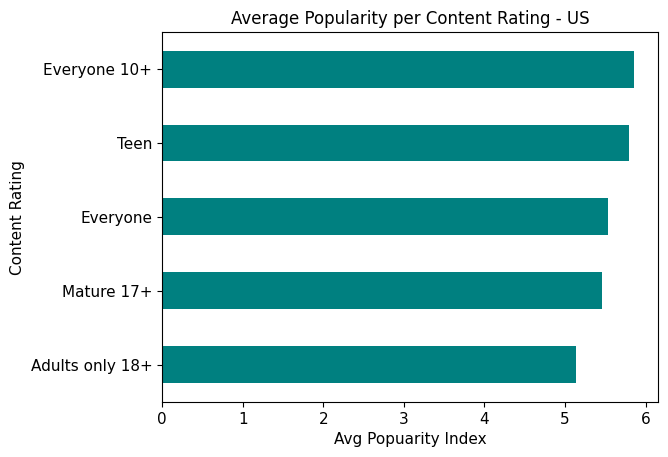 Average Popularity per Content Rating - US
Content Rating
Everyone 10+
Teen
Everyone
Mature 17+
Adults only 18+
0 1 2 3 4 5 6
Avg Popuarity Index